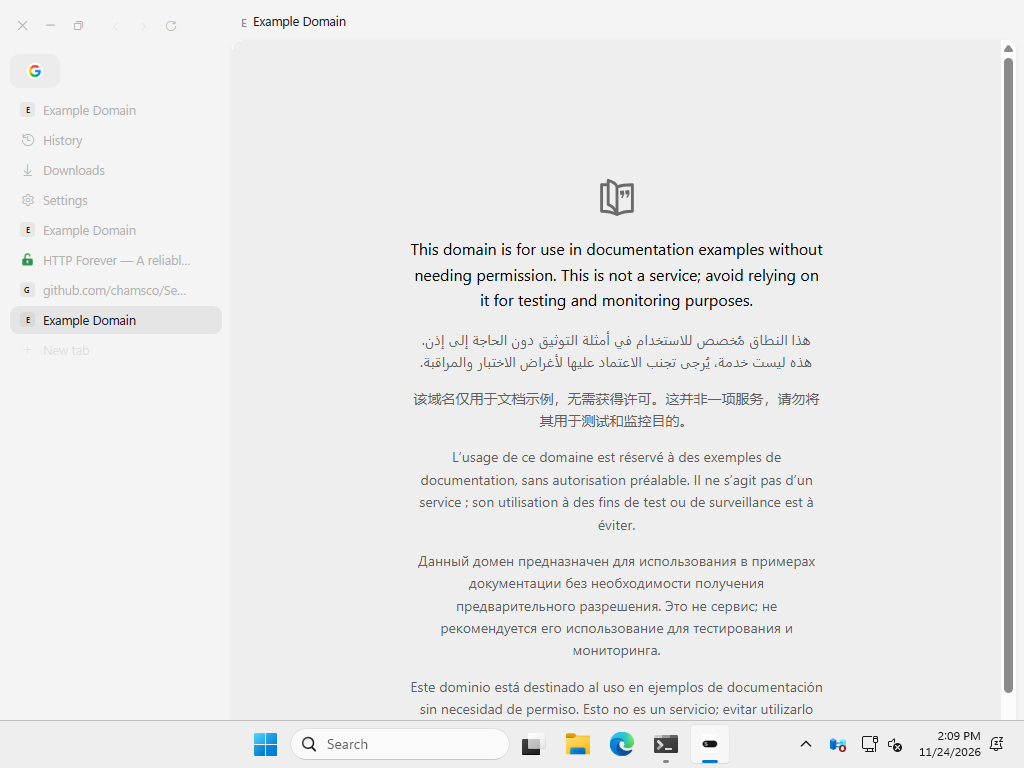 E Example Domain
E Example Domain
History
Downloads
Settings
E Example Domain
HTTP Forever — A reliabl...
G github.com/chamsco/Se...
E Example Domain
+ New tab
This domain is for use in documentation examples without
needing permission. This is not a service; avoid relying on
it for testing and monitoring purposes.
هذا النطاق مُخصص للاستخدام في أمثلة التوثيق دون الحاجة إلى إذن.
هذه ليست خدمة، يُرجى تجنب الاعتماد عليها لأغراض الاختبار والمراقبة.
该域名仅用于文档示例，无需获得许可。这并非一项服务，请勿将
其用于测试和监控目的。
L’usage de ce domaine est réservé à des exemples de
documentation, sans autorisation préalable. Il ne s’agit pas d’un
service ; son utilisation à des fins de test ou de surveillance est à
éviter.
Данный домен предназначен для использования в примерах
документации без необходимости получения
предварительного разрешения. Это не сервис; не
рекомендуется его использование для тестирования и
мониторинга.
Este dominio está destinado al uso en ejemplos de documentación
sin necesidad de permiso. Esto no es un servicio; evitar utilizarlo
Search
2:09 PM
11/24/2026